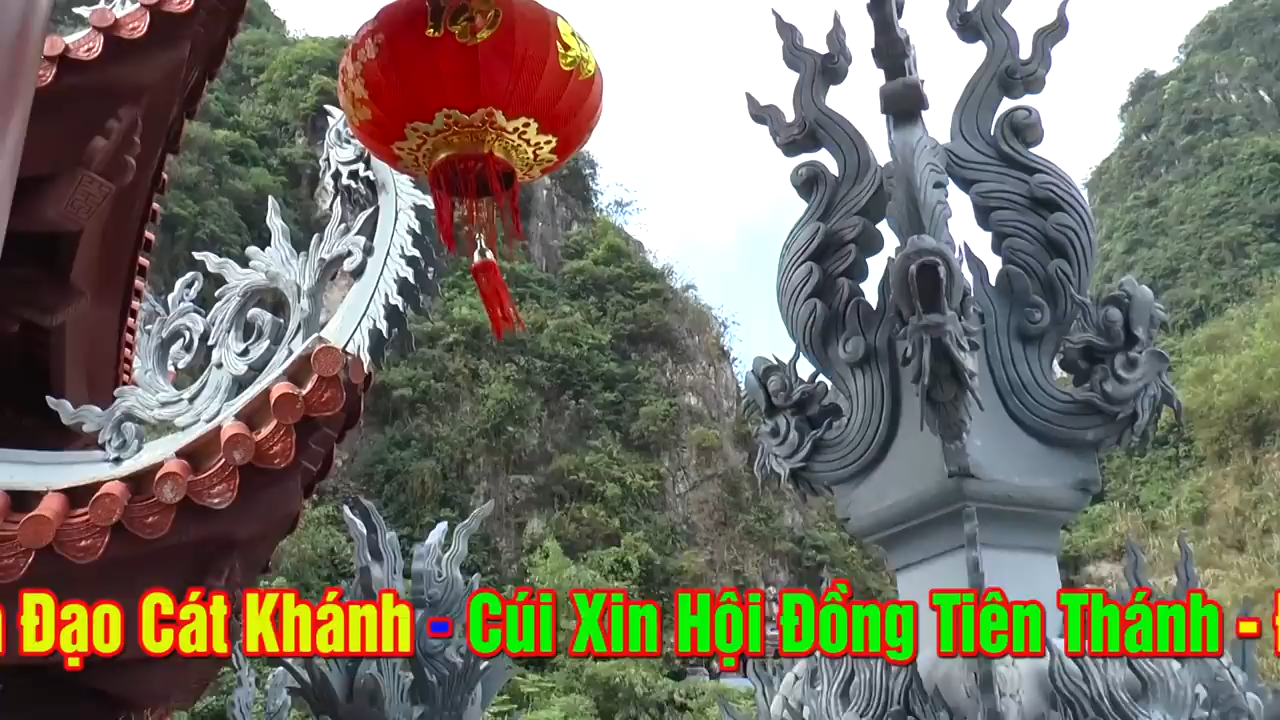 Đạo Cát Khánh - Cúi Xin Hội Đồng Tiên Thánh -